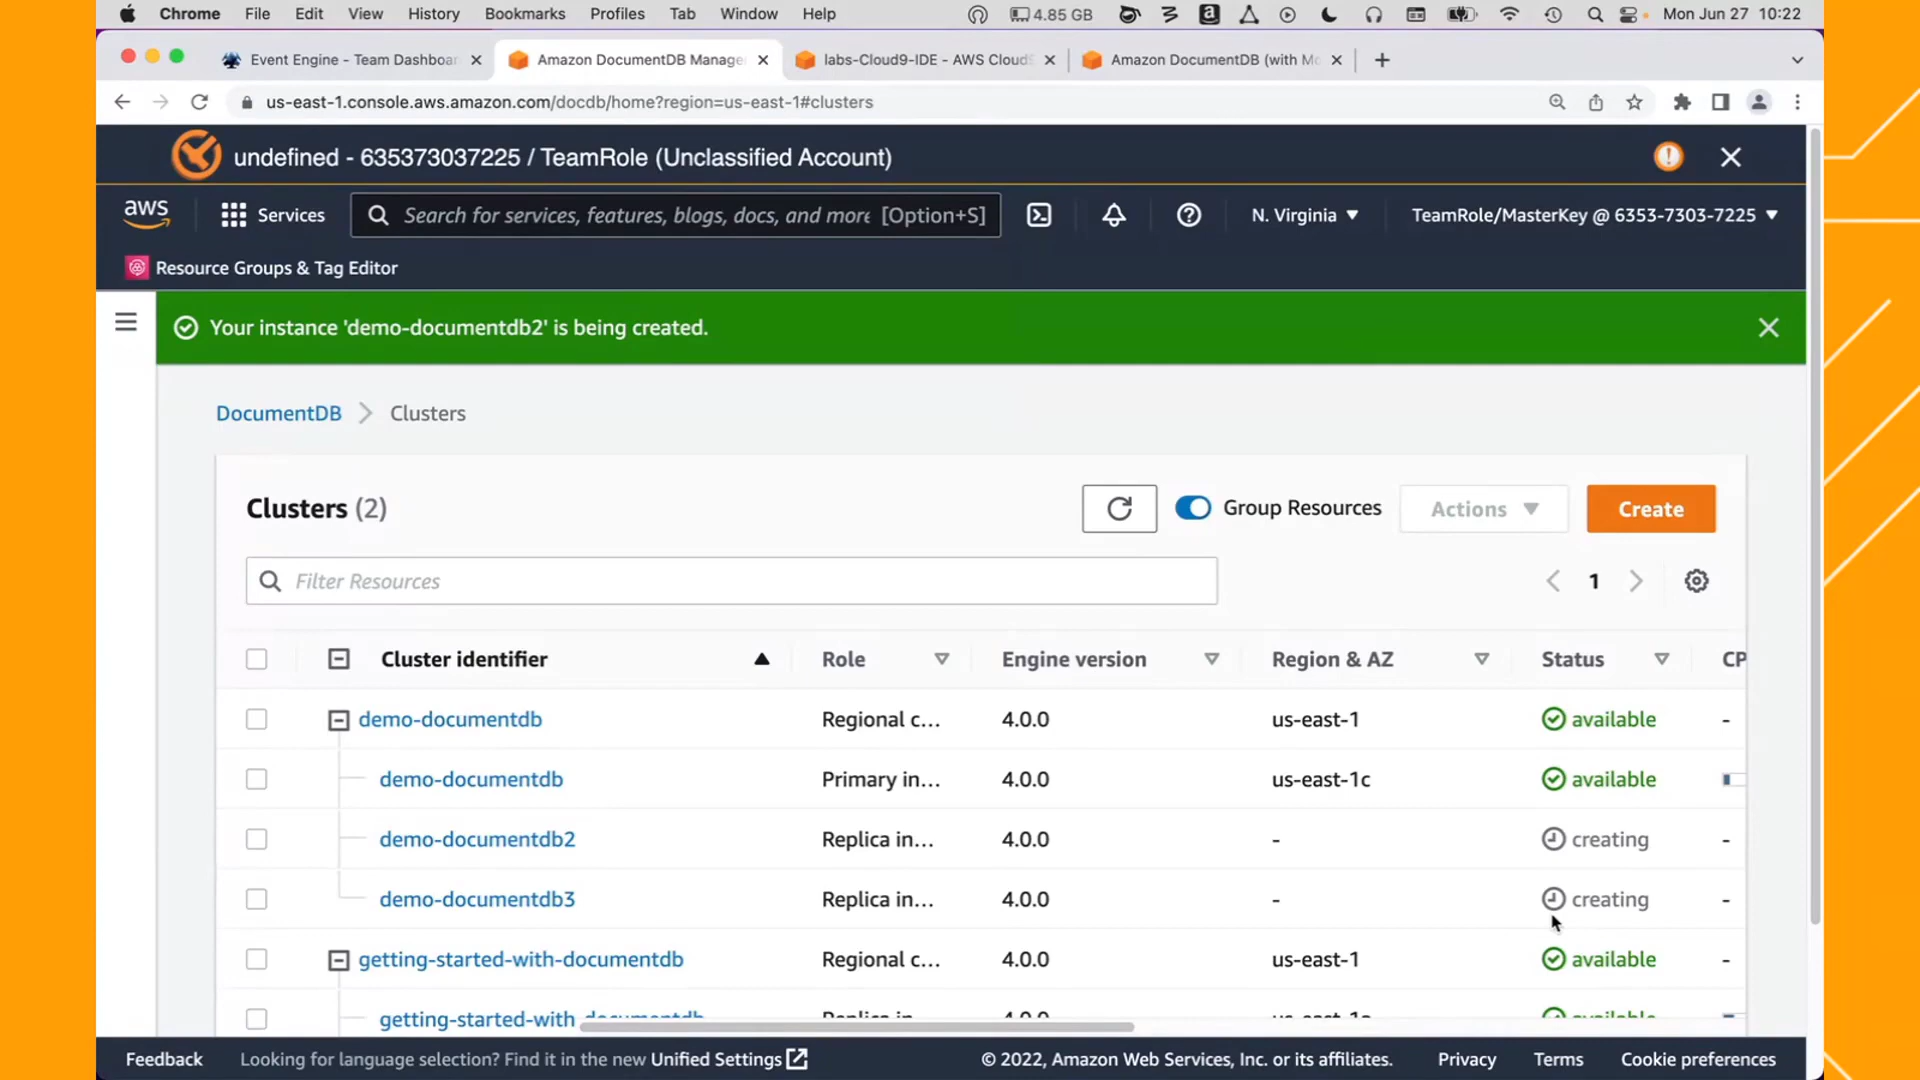 Chrome File Edit View History Bookmarks Profiles Tab Window Help 4.85 GB Mon Jun 27 10:22
Event Engine - Team Dashboar Amazon DocumentDB Manage labs-Cloud9-IDE - AWS Cloud9 Amazon DocumentDB (with Mo
us-east-1.console.aws.amazon.com/docdb/home?region=us-east-1#clusters
undefined - 635373037225 / TeamRole (Unclassified Account)
aws Services Search for services, features, blogs, docs, and more [Option+S] N. Virginia TeamRole/MasterKey @ 6353-7303-7225
Resource Groups & Tag Editor
Your instance 'demo-documentdb2' is being created.
DocumentDB Clusters
Clusters (2) Group Resources Actions Create
Filter Resources 1
Cluster identifier Role Engine version Region & AZ Status CP
demo-documentdb Regional c... 4.0.0 us-east-1 available -
demo-documentdb Primary in... 4.0.0 us-east-1c available
demo-documentdb2 Replica in... 4.0.0 - creating -
demo-documentdb3 Replica in... 4.0.0 - creating -
getting-started-with-documentdb Regional c... 4.0.0 us-east-1 available -
getting-started-with-documentdb Replica in... 4.0.0 available
Feedback Looking for language selection? Find it in the new Unified Settings © 2022, Amazon Web Services, Inc. or its affiliates. Privacy Terms Cookie preferences